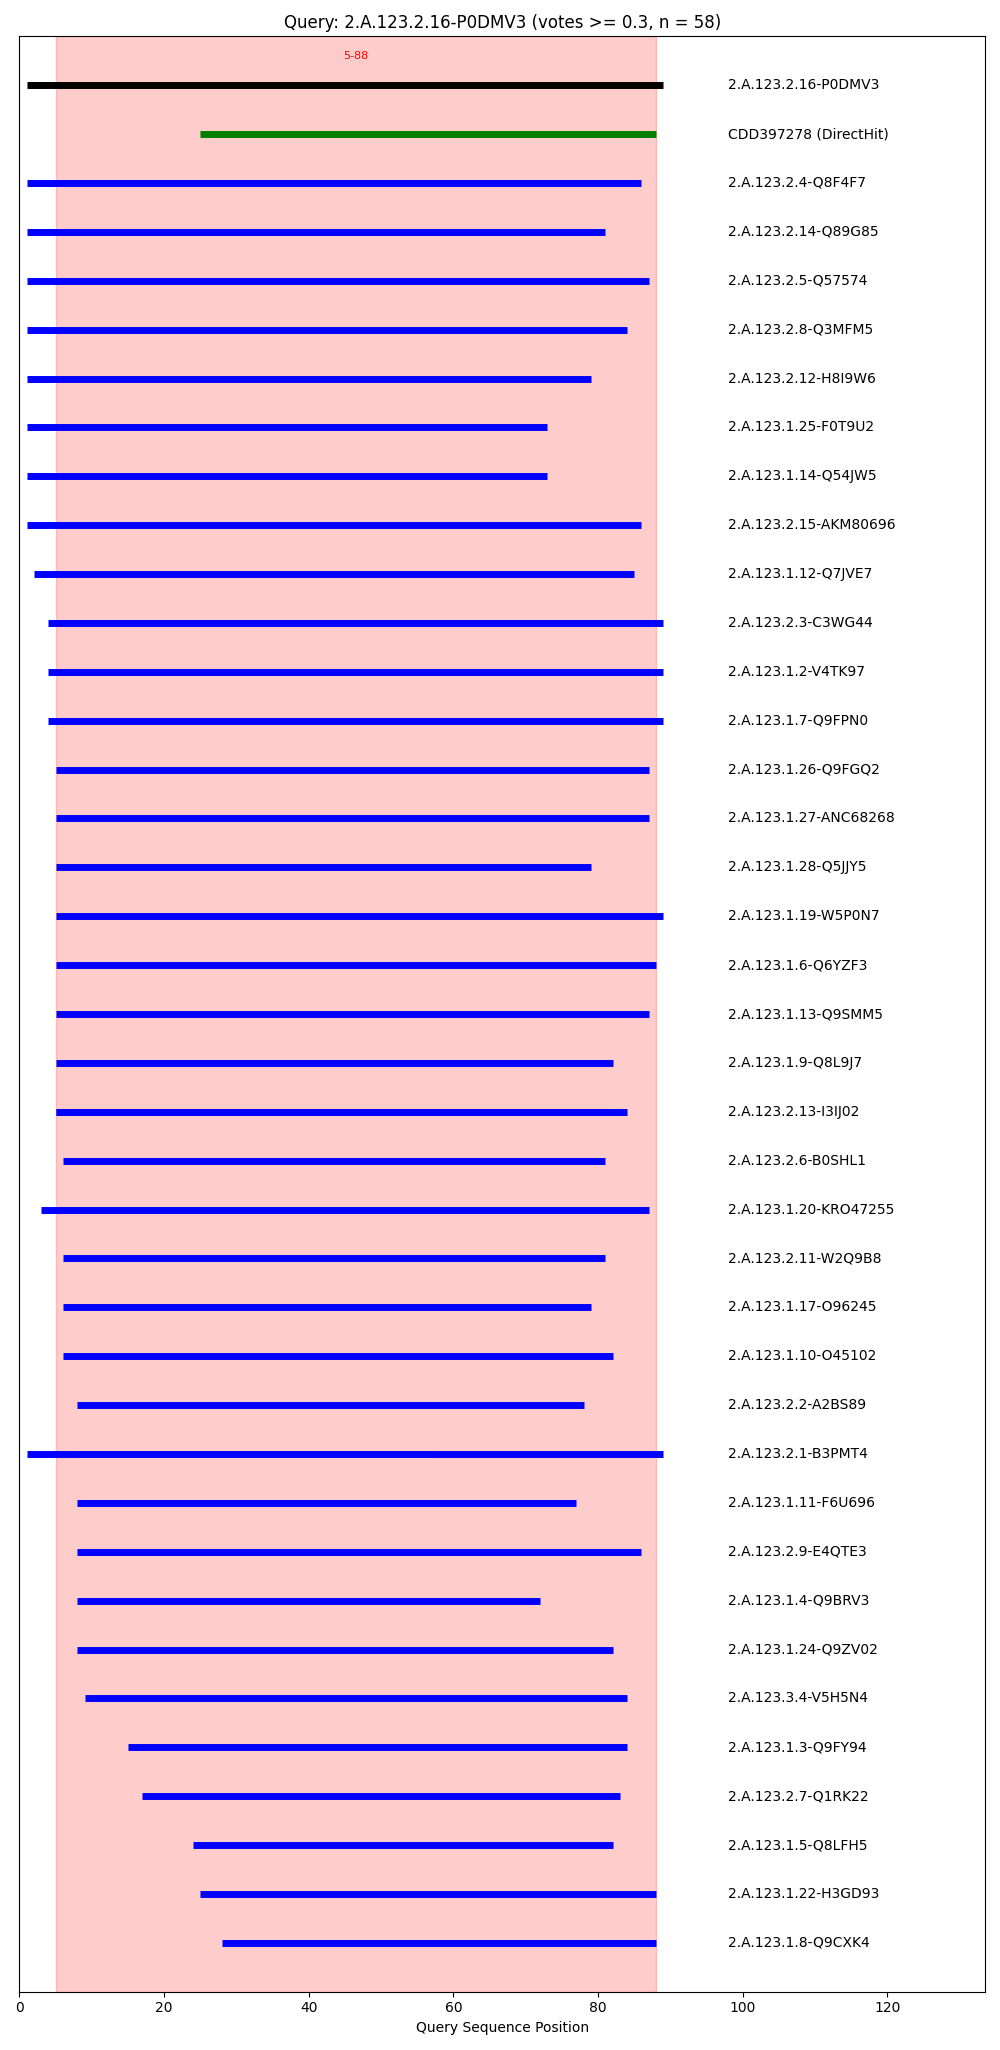 Query: 2.A.123.2.16-P0DMV3 (votes >= 0.3, n = 58)
5-88
2.A.123.2.16-P0DMV3
CDD397278 (DirectHit)
2.A.123.2.4-Q8F4F7
2.A.123.2.14-Q89G85
2.A.123.2.5-Q57574
2.A.123.2.8-Q3MFM5
2.A.123.2.12-H8I9W6
2.A.123.1.25-F0T9U2
2.A.123.1.14-Q54JW5
2.A.123.2.15-AKM80696
2.A.123.1.12-Q7JVE7
2.A.123.2.3-C3WG44
2.A.123.1.2-V4TK97
2.A.123.1.7-Q9FPN0
2.A.123.1.26-Q9FGQ2
2.A.123.1.27-ANC68268
2.A.123.1.28-Q5JJY5
2.A.123.1.19-W5P0N7
2.A.123.1.6-Q6YZF3
2.A.123.1.13-Q9SMM5
2.A.123.1.9-Q8L9J7
2.A.123.2.13-I3IJ02
2.A.123.2.6-B0SHL1
2.A.123.1.20-KRO47255
2.A.123.2.11-W2Q9B8
2.A.123.1.17-O96245
2.A.123.1.10-O45102
2.A.123.2.2-A2BS89
2.A.123.2.1-B3PMT4
2.A.123.1.11-F6U696
2.A.123.2.9-E4QTE3
2.A.123.1.4-Q9BRV3
2.A.123.1.24-Q9ZV02
2.A.123.3.4-V5H5N4
2.A.123.1.3-Q9FY94
2.A.123.2.7-Q1RK22
2.A.123.1.5-Q8LFH5
2.A.123.1.22-H3GD93
2.A.123.1.8-Q9CXK4
0 20 40 60 80 100 120
Query Sequence Position